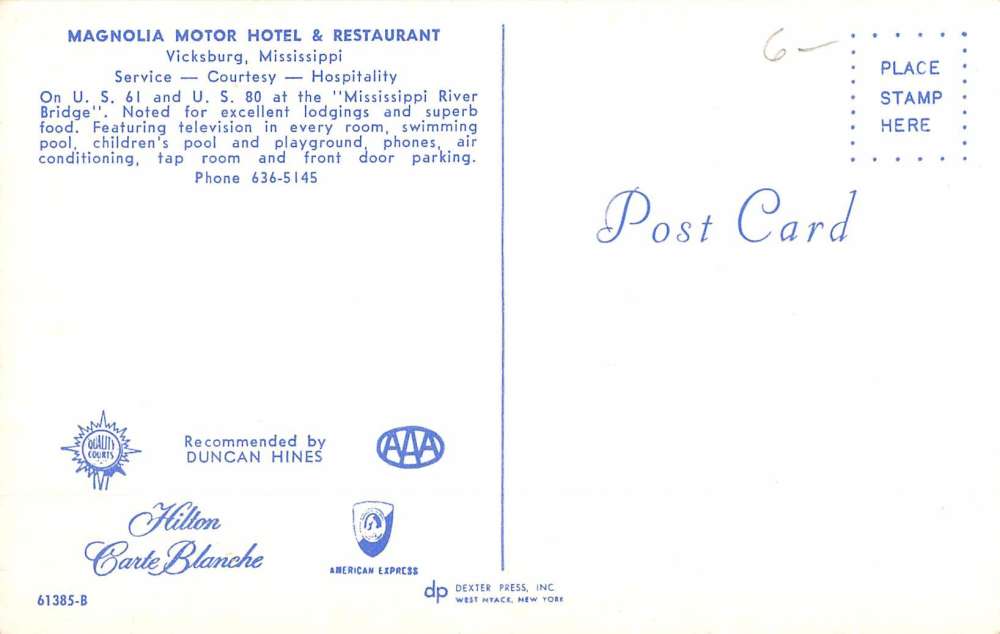 MAGNOLIA MOTOR HOTEL & RESTAURANT
Vicksburg, Mississippi
Service — Courtesy — Hospitality
On U. S. 61 and U. S. 80 at the "Mississippi River
Bridge". Noted for excellent lodgings and superb
food. Featuring television in every room, swimming
pool, children's pool and playground, phones, air
conditioning, tap room and front door parking.
Phone 636-5145
6—
PLACE
STAMP
HERE
Post Card
QUALITY
COURTS
Recommended by
DUNCAN HINES
AAA
Hilton
Carte Blanche
AMERICAN EXPRESS
61385-B
dp DEXTER PRESS, INC.
WEST NYACK, NEW YORK